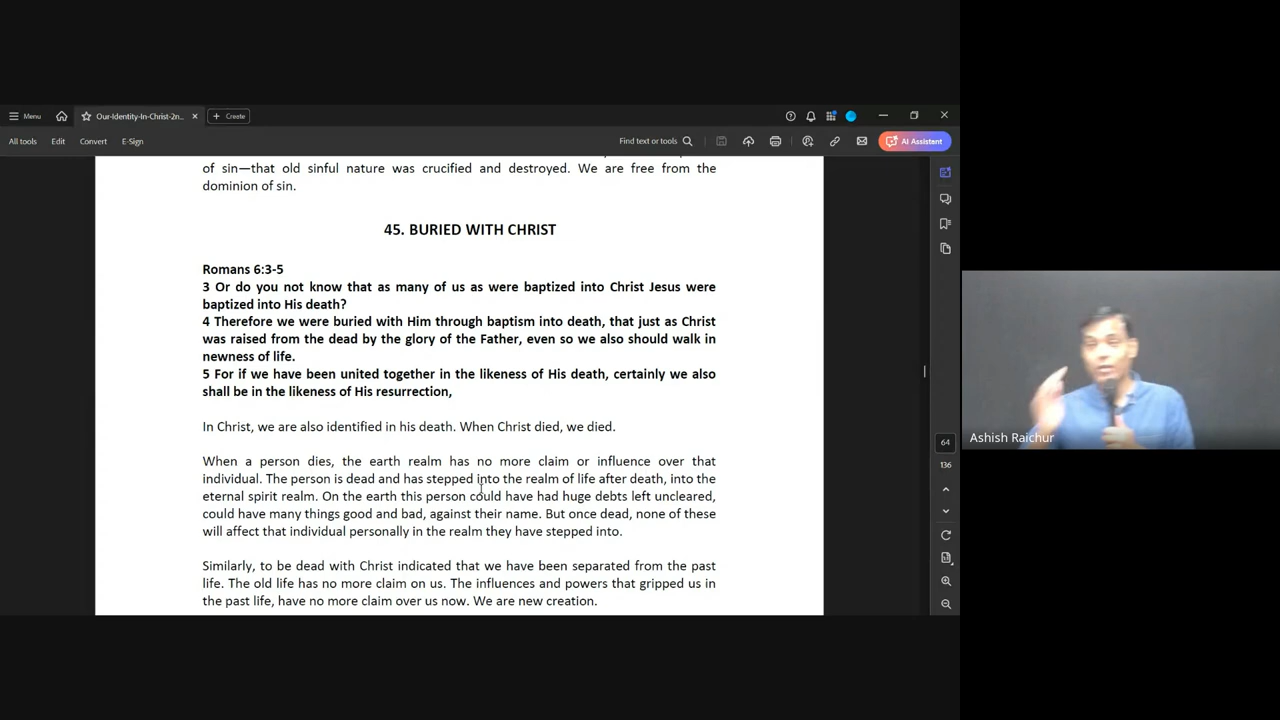 Menu
Our-Identity-In-Christ-2n...
Create
All tools
Edit
Convert
E-Sign
Find text or tools
AI Assistant
of sin—that old sinful nature was crucified and destroyed. We are free from the
dominion of sin.
45. BURIED WITH CHRIST
Romans 6:3-5
3 Or do you not know that as many of us as were baptized into Christ Jesus were
baptized into His death?
4 Therefore we were buried with Him through baptism into death, that just as Christ
was raised from the dead by the glory of the Father, even so we also should walk in
newness of life.
5 For if we have been united together in the likeness of His death, certainly we also
shall be in the likeness of His resurrection,
In Christ, we are also identified in his death. When Christ died, we died.
When a person dies, the earth realm has no more claim or influence over that
individual. The person is dead and has stepped into the realm of life after death, into the
eternal spirit realm. On the earth this person could have had huge debts left uncleared,
could have many things good and bad, against their name. But once dead, none of these
will affect that individual personally in the realm they have stepped into.
Similarly, to be dead with Christ indicated that we have been separated from the past
life. The old life has no more claim on us. The influences and powers that gripped us in
the past life, have no more claim over us now. We are new creation.
64
136
Ashish Raichur